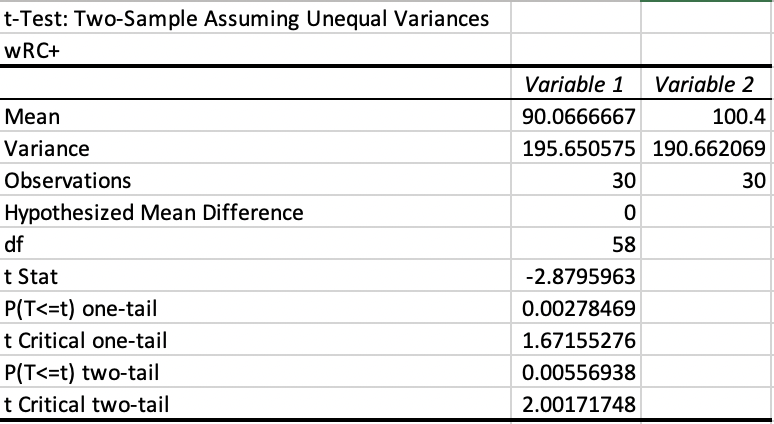 t-Test: Two-Sample Assuming Unequal Variances
wRC+
Variable 1 Variable 2
Mean 90.0666667 100.4
Variance 195.650575 190.662069
Observations 30 30
Hypothesized Mean Difference 0
df 58
t Stat -2.8795963
P(T<=t) one-tail 0.00278469
t Critical one-tail 1.67155276
P(T<=t) two-tail 0.00556938
t Critical two-tail 2.00171748